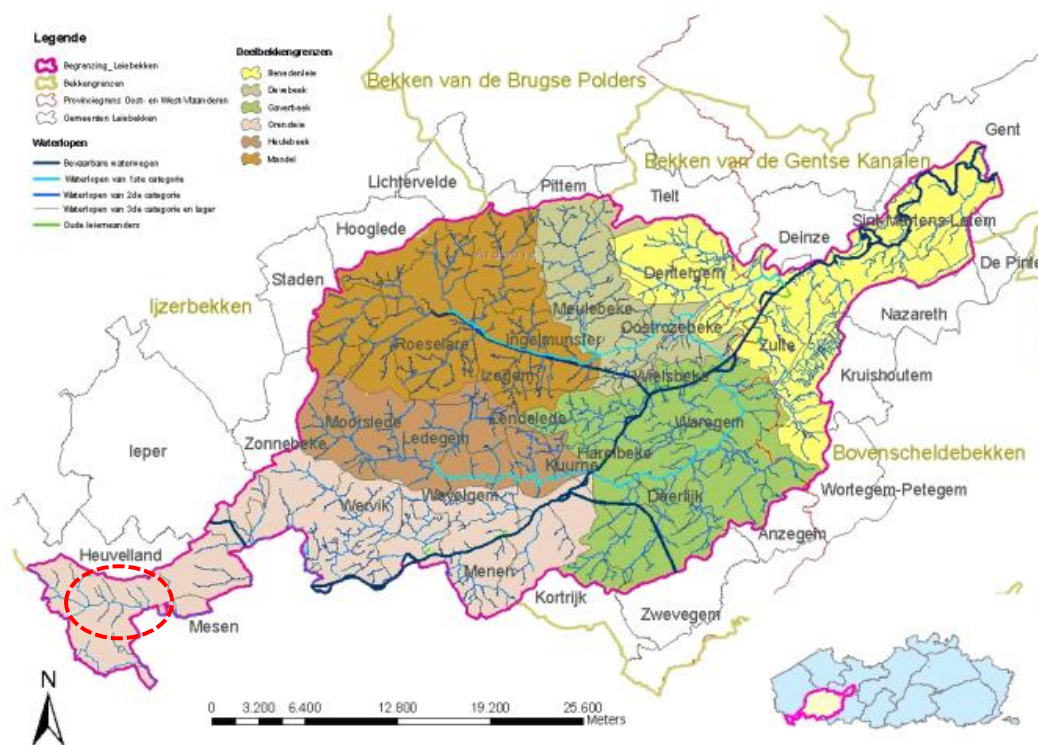 Legende
Begrenzing_Leiebekken
Bekkengrenzen
Provinciegrens Oost- en West-Vlaanderen
Gemeenten Leiebekken
Waterlopen
Bevaarbare waterwegen
Waterlopen van 1ste categorie
Waterlopen van 2de categorie
Waterlopen van 3de categorie en lager
Oude leiemeanders
Deelbekkengrenzen
Benedenleie
Devebeek
Gaverbeek
Grensleie
Heulebeek
Mandel
Bekken van de Brugse Polders
Gent
Bekken van de Gentse Kanalen
Lichtervelde
Pittem
Tielt
Hooglede
Sint-Martens-Latem
Deinze
Staden
De Pinte
Dentergem
IJzerbekken
Meulebeke
Nazareth
Oostrozebeke
Roeselare
Ingelmunster
Zulte
Izegem
Wielsbeke
Kruishoutem
Moorslede
Lendelede
Waregem
Zonnebeke
Ledegem
Ieper
Harelbeke
Bovenscheldebekken
Kuurne
Wervik
Wevelgem
Deerlijk
Wortegem-Petegem
Anzegem
Heuvelland
Menen
Kortrijk
Zwevegem
Mesen
N
0 3.200 6.400 12.800 19.200 25.600
Meters